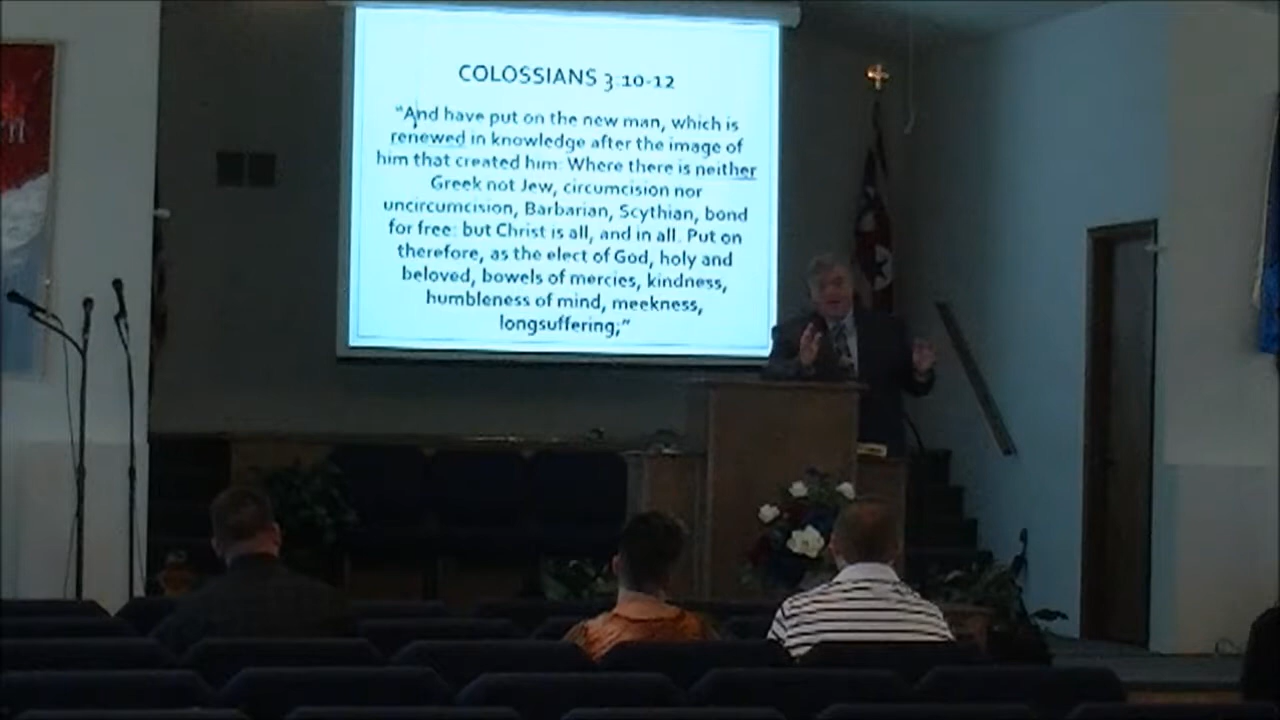 COLOSSIANS 3:10-12
“And have put on the new man, which is
renewed in knowledge after the image of
him that created him: Where there is neither
Greek not Jew, circumcision nor
uncircumcision, Barbarian, Scythian, bond
for free: but Christ is all, and in all. Put on
therefore, as the elect of God, holy and
beloved, bowels of mercies, kindness,
humbleness of mind, meekness,
longsuffering;”